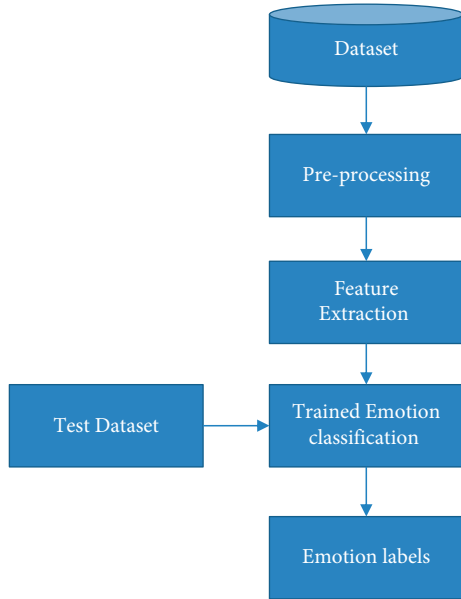 Dataset
Pre-processing
Feature
Extraction
Test Dataset
Trained Emotion
classification
Emotion labels